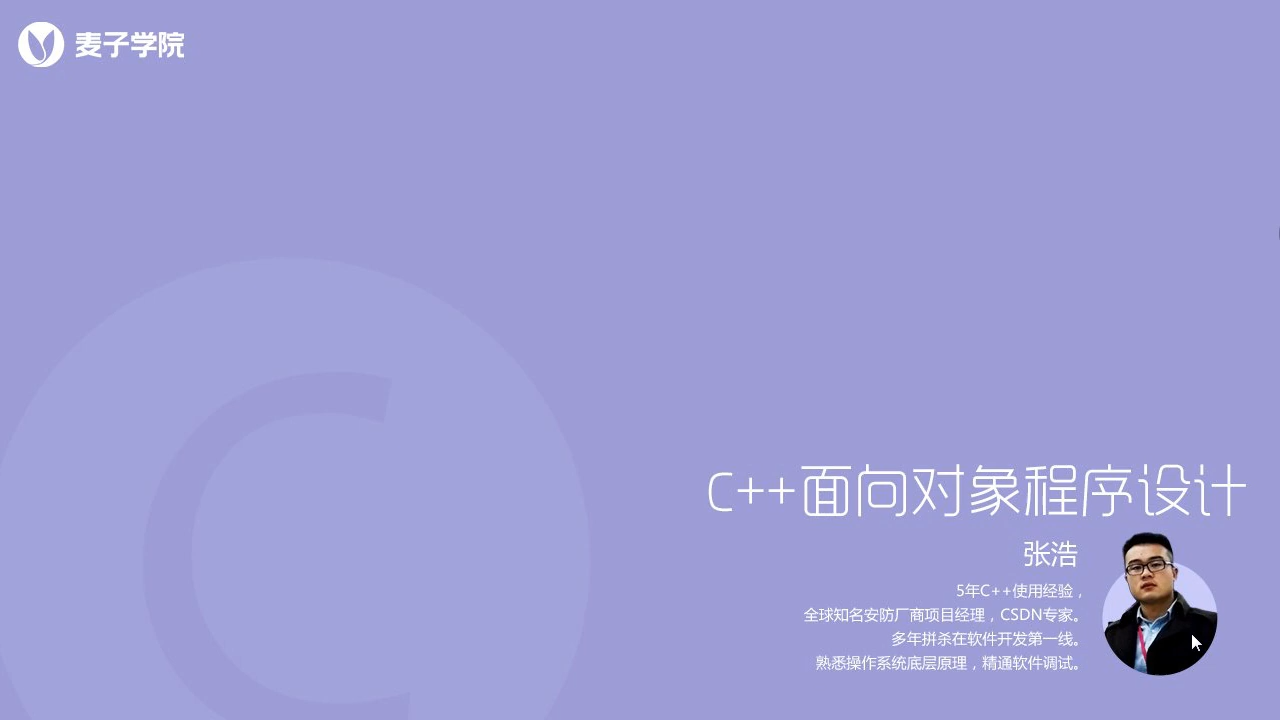 麦子学院
C++面向对象程序设计
张浩
5年C++使用经验，
全球知名安防厂商项目经理，CSDN专家。
多年拼杀在软件开发第一线。
熟悉操作系统底层原理，精通软件调试。